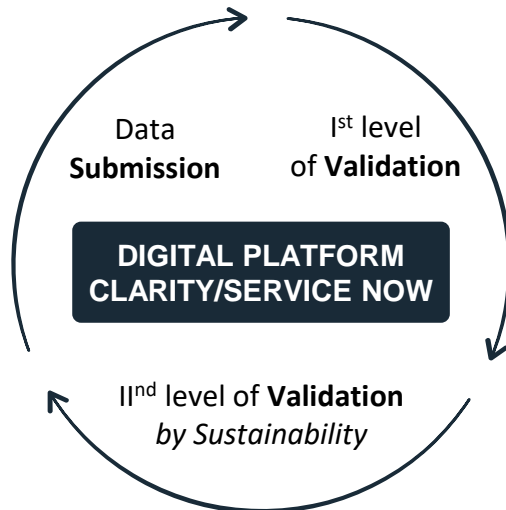 Data
Submission
Ist level
of Validation
DIGITAL PLATFORM
CLARITY/SERVICE NOW
IInd level of Validation
by Sustainability